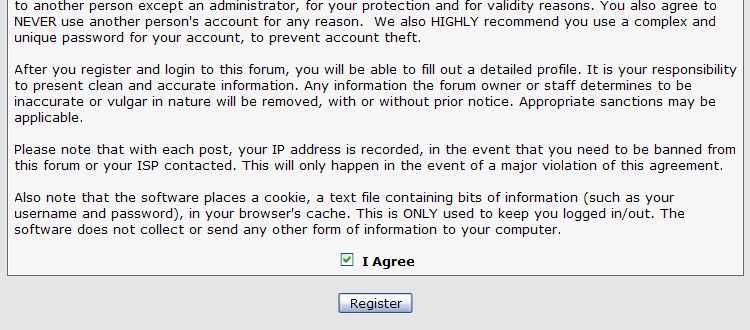 to another person except an administrator, for your protection and for validity reasons. You also agree to
NEVER use another person's account for any reason.  We also HIGHLY recommend you use a complex and
unique password for your account, to prevent account theft.
After you register and login to this forum, you will be able to fill out a detailed profile. It is your responsibility
to present clean and accurate information. Any information the forum owner or staff determines to be
inaccurate or vulgar in nature will be removed, with or without prior notice. Appropriate sanctions may be
applicable.
Please note that with each post, your IP address is recorded, in the event that you need to be banned from
this forum or your ISP contacted. This will only happen in the event of a major violation of this agreement.
Also note that the software places a cookie, a text file containing bits of information (such as your
username and password), in your browser's cache. This is ONLY used to keep you logged in/out. The
software does not collect or send any other form of information to your computer.
I Agree
Register